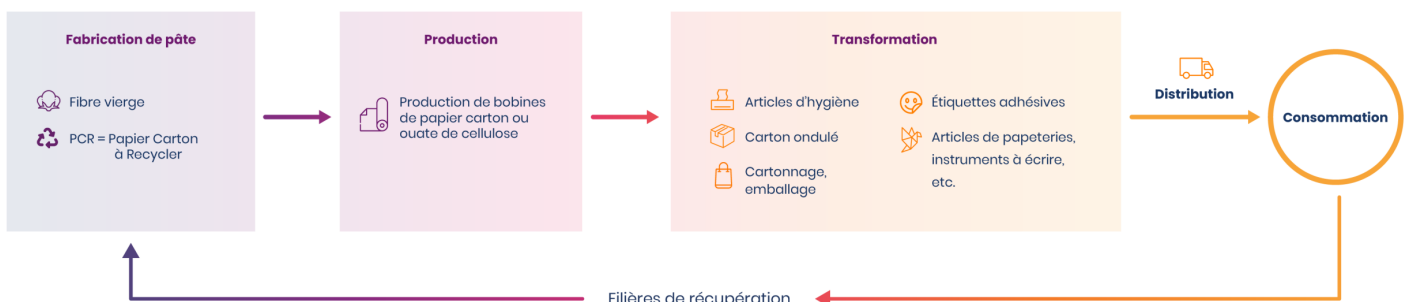 Fabrication de pâte
Fibre vierge
PCR = Papier Carton
à Recycler
Production
Production de bobines
de papier carton ou
ouate de cellulose
Transformation
Articles d'hygiène
Carton ondulé
Cartonnage,
emballage
Étiquettes adhésives
Articles de papeteries,
instruments à écrire,
etc.
Distribution
Consommation
Filières de récupération